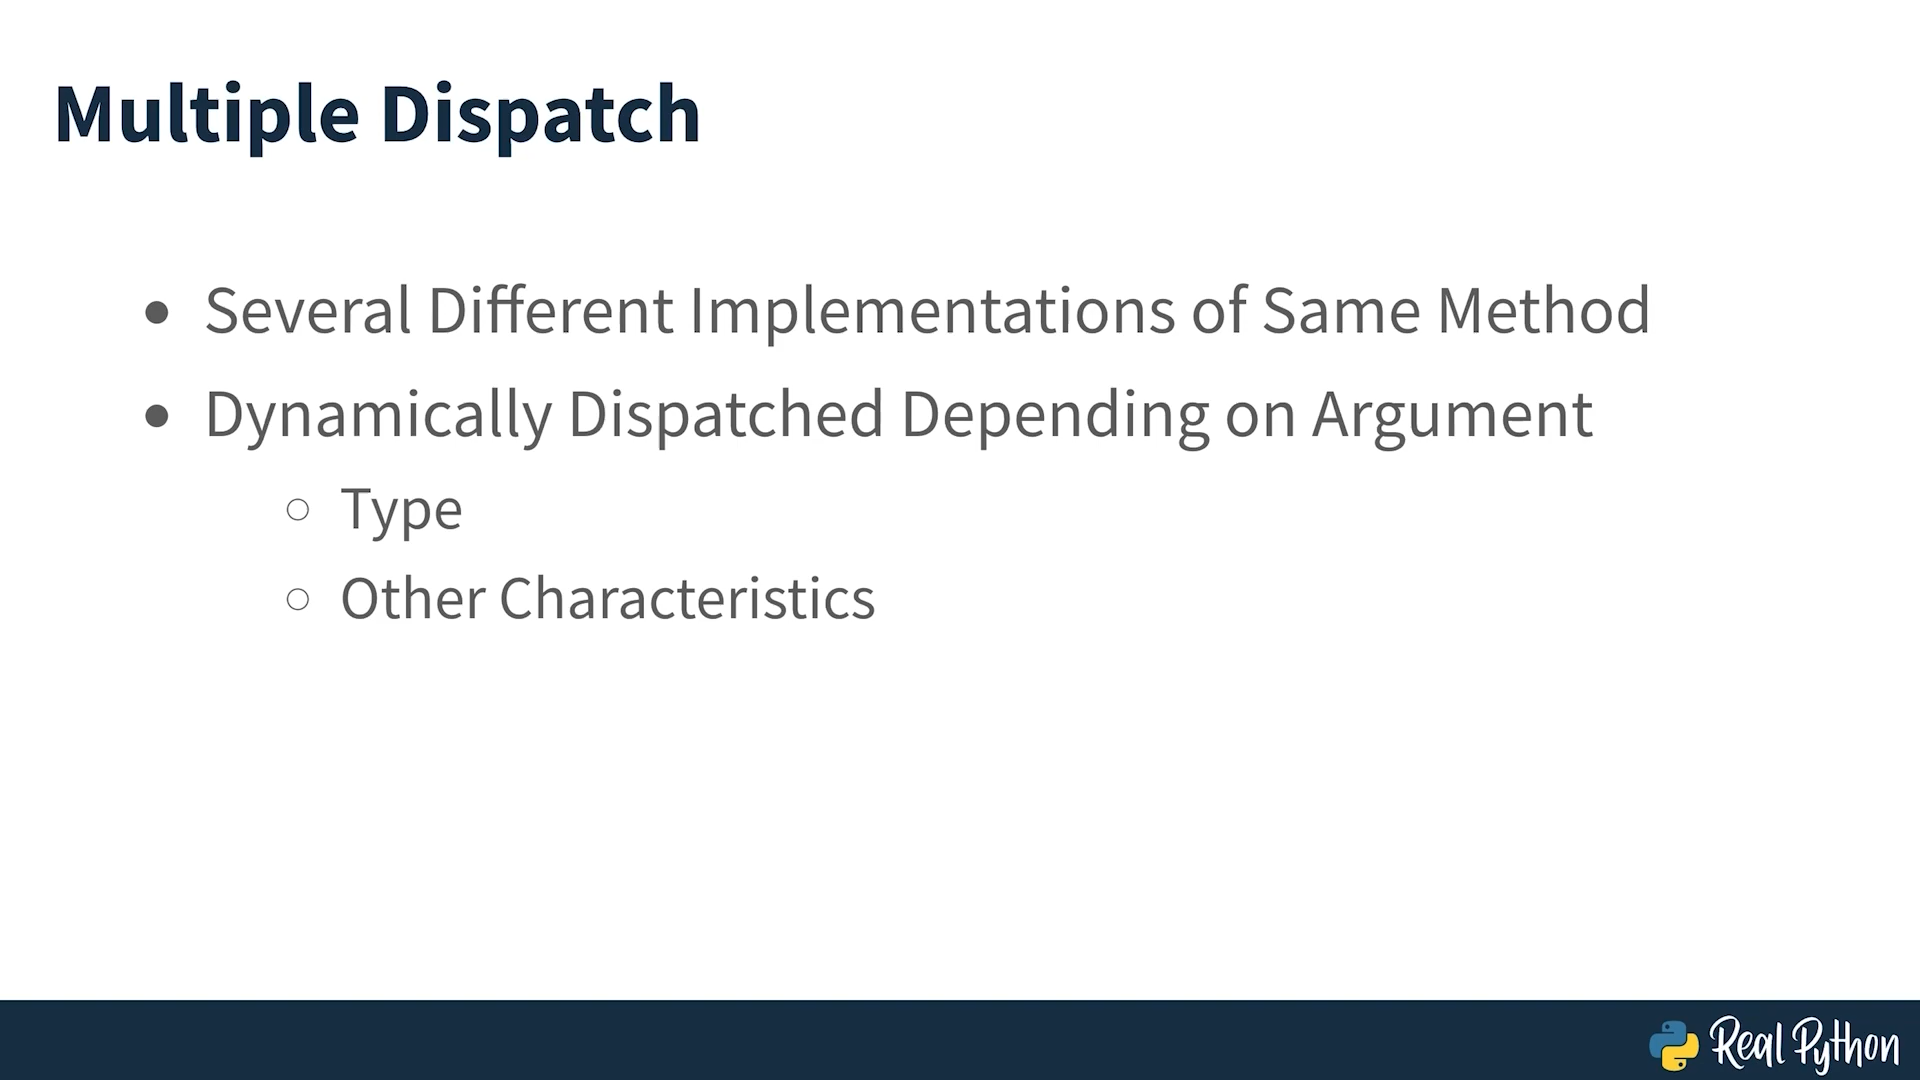 Multiple Dispatch
• Several Different Implementations of Same Method
• Dynamically Dispatched Depending on Argument
○ Type
○ Other Characteristics
Real Python